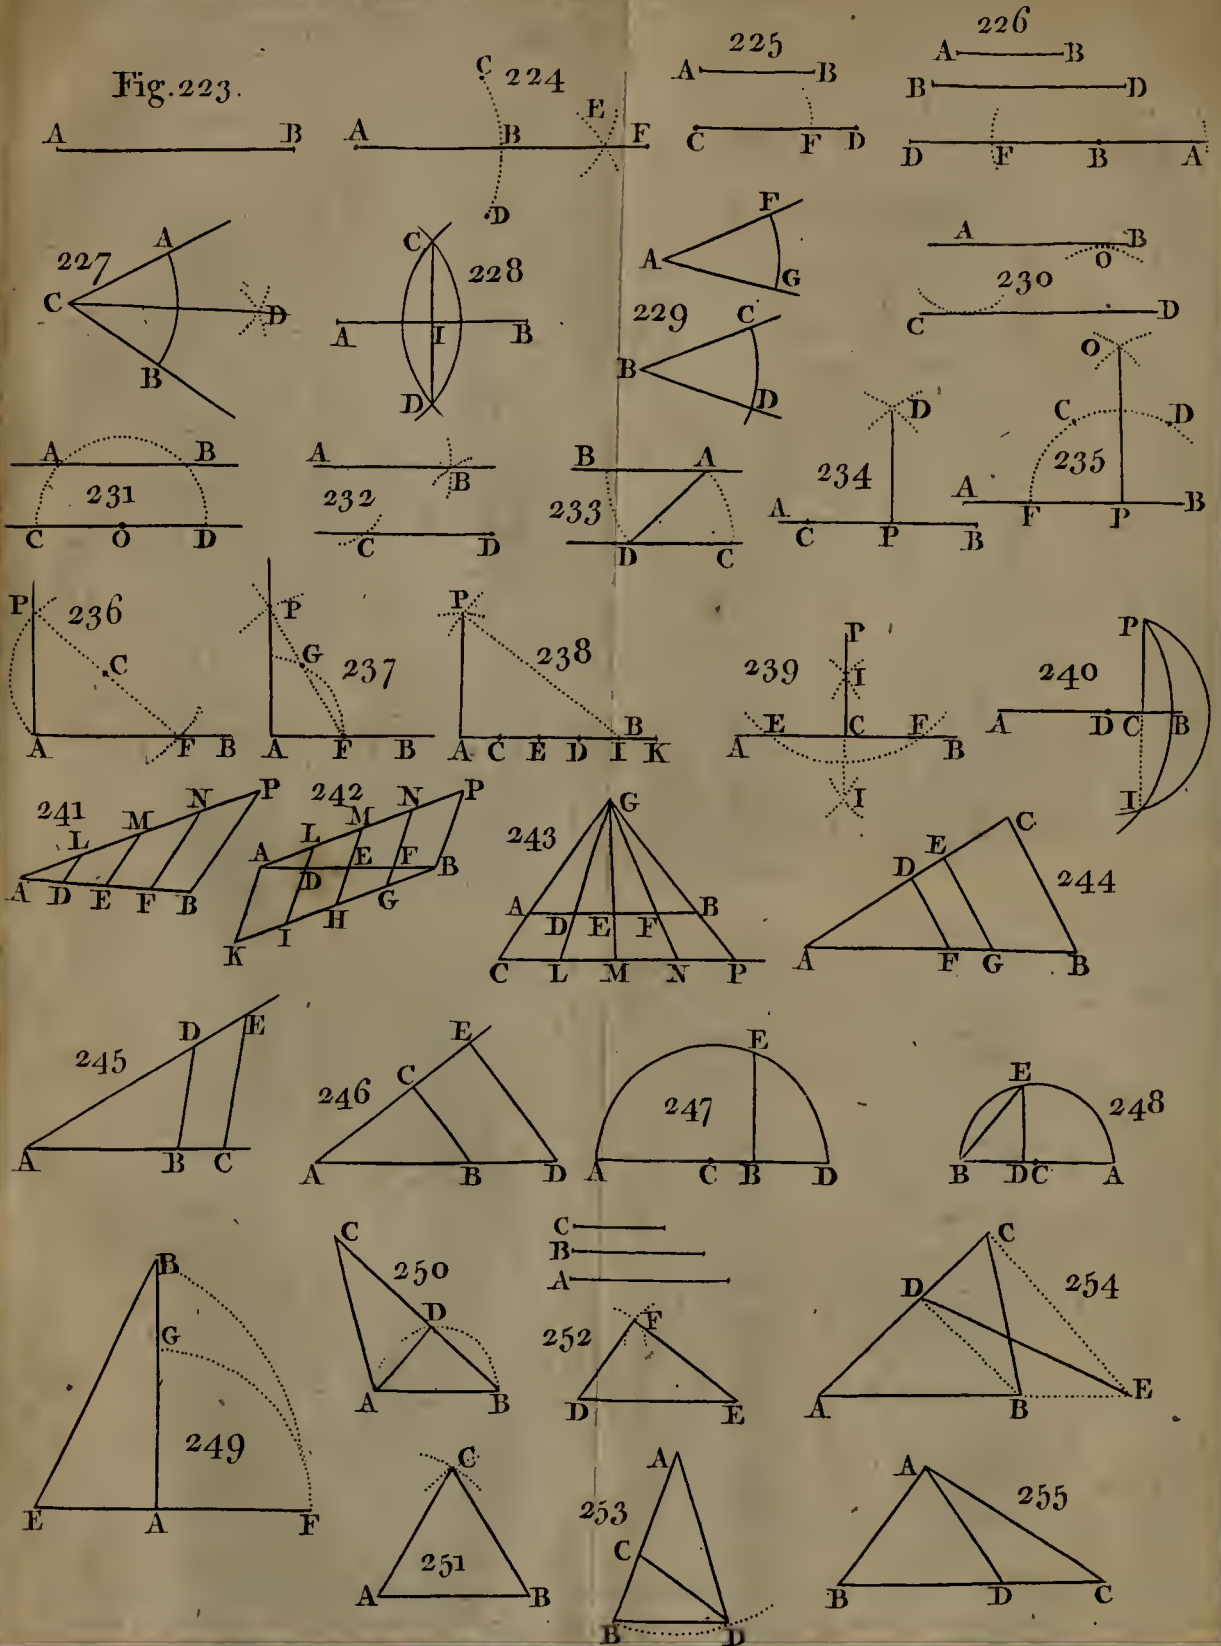 Fig. 223.
A B
224
C
A B E F
D
225
A B
C F D
226
A B
B D
D F B A
227
A
C D
B
228
C
A I B
D
229
F
A
G
C
B
D
230
A B
O
C D
231
A B
C O D
232
A
B
C D
233
B A
D C
234
D
A
C P B
235
O
C D
A B
F P
236
P
C
A F B
237
P
G
A F B
238
P
B
A C E D I K
239
P
I
E C F
A B
I
240
P
A D C B
I
241
P
N
M
L
A D E F B
242
P
N
M
L
A E F B
D
G
H
I
K
243
G
A D E F B
C L M N P
244
C
E
D
A F G B
245
D E
A B C
246
E
C
A B D
247
E
A C B D
248
E
B D C A
249
B
G
E A F
250
C
D
A B
251
C
A B
252
C
B
A
F
D E
253
A
C
B D
254
C
D
A B E
255
A
B D C